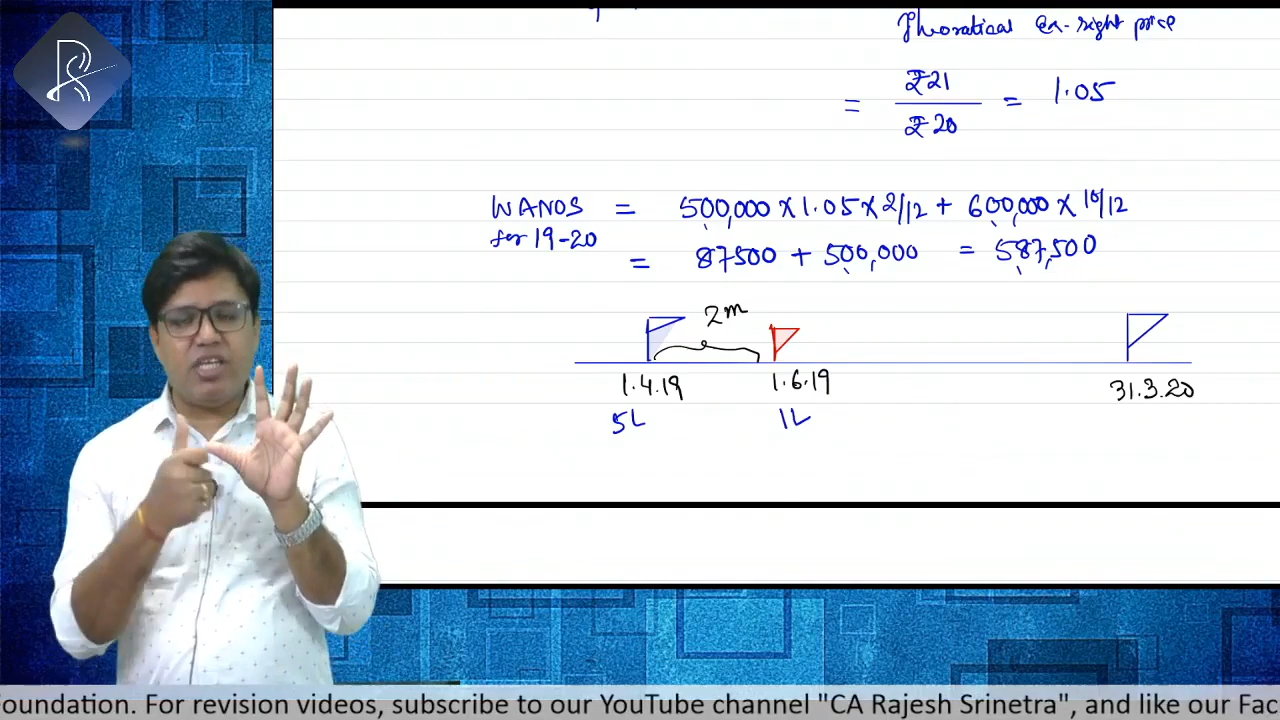 Theoratical Ex-right price
= ₹21 / ₹20 = 1.05
WANOS = 500,000 × 1.05 × 2/12 + 600,000 × 10/12
for 19-20
= 87500 + 500,000 = 587,500
2m
1.4.19 1.6.19 31.3.20
5L 1L
oundation. For revision videos, subscribe to our YouTube channel "CA Rajesh Srinetra", and like our Fac